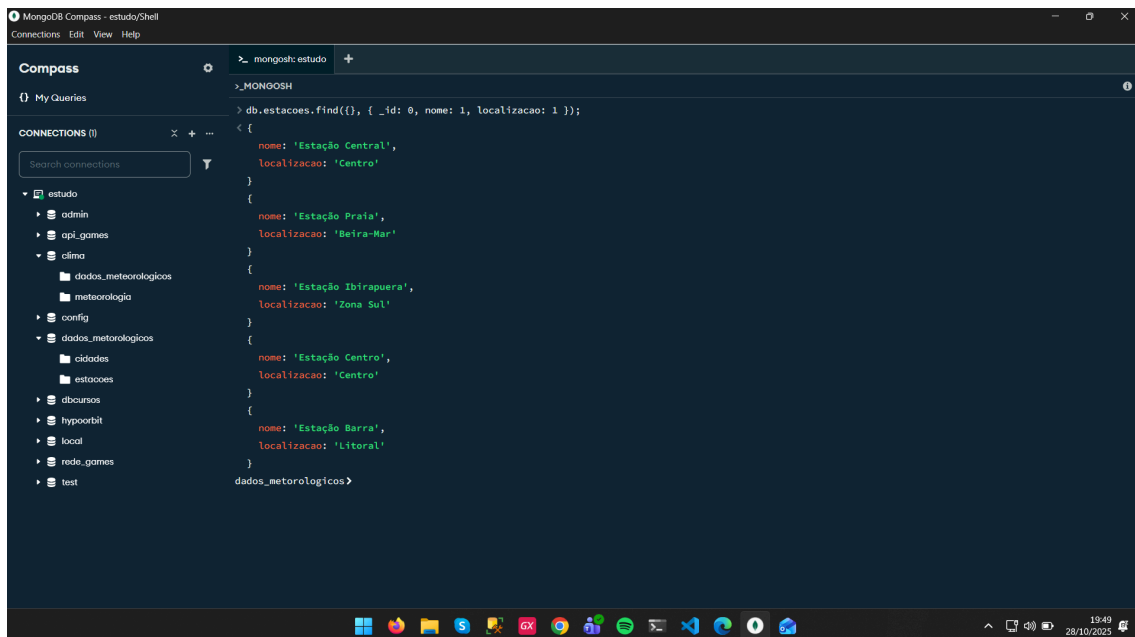 MongoDB Compass - estudo/Shell
Connections Edit View Help
Compass
{} My Queries
CONNECTIONS (1)
Search connections
estudo
admin
api_games
clima
dados_meteorologicos
meteorologia
config
dados_metorologicos
cidades
estacoes
dbcursos
hypoorbit
local
rede_games
test
>_ mongosh: estudo +
>_MONGOSH
> db.estacoes.find({}, { _id: 0, nome: 1, localizacao: 1 });
< {
nome: 'Estação Central',
localizacao: 'Centro'
}
{
nome: 'Estação Praia',
localizacao: 'Beira-Mar'
}
{
nome: 'Estação Ibirapuera',
localizacao: 'Zona Sul'
}
{
nome: 'Estação Centro',
localizacao: 'Centro'
}
{
nome: 'Estação Barra',
localizacao: 'Litoral'
}
dados_metorologicos>
S
GX
19:49
28/10/2025